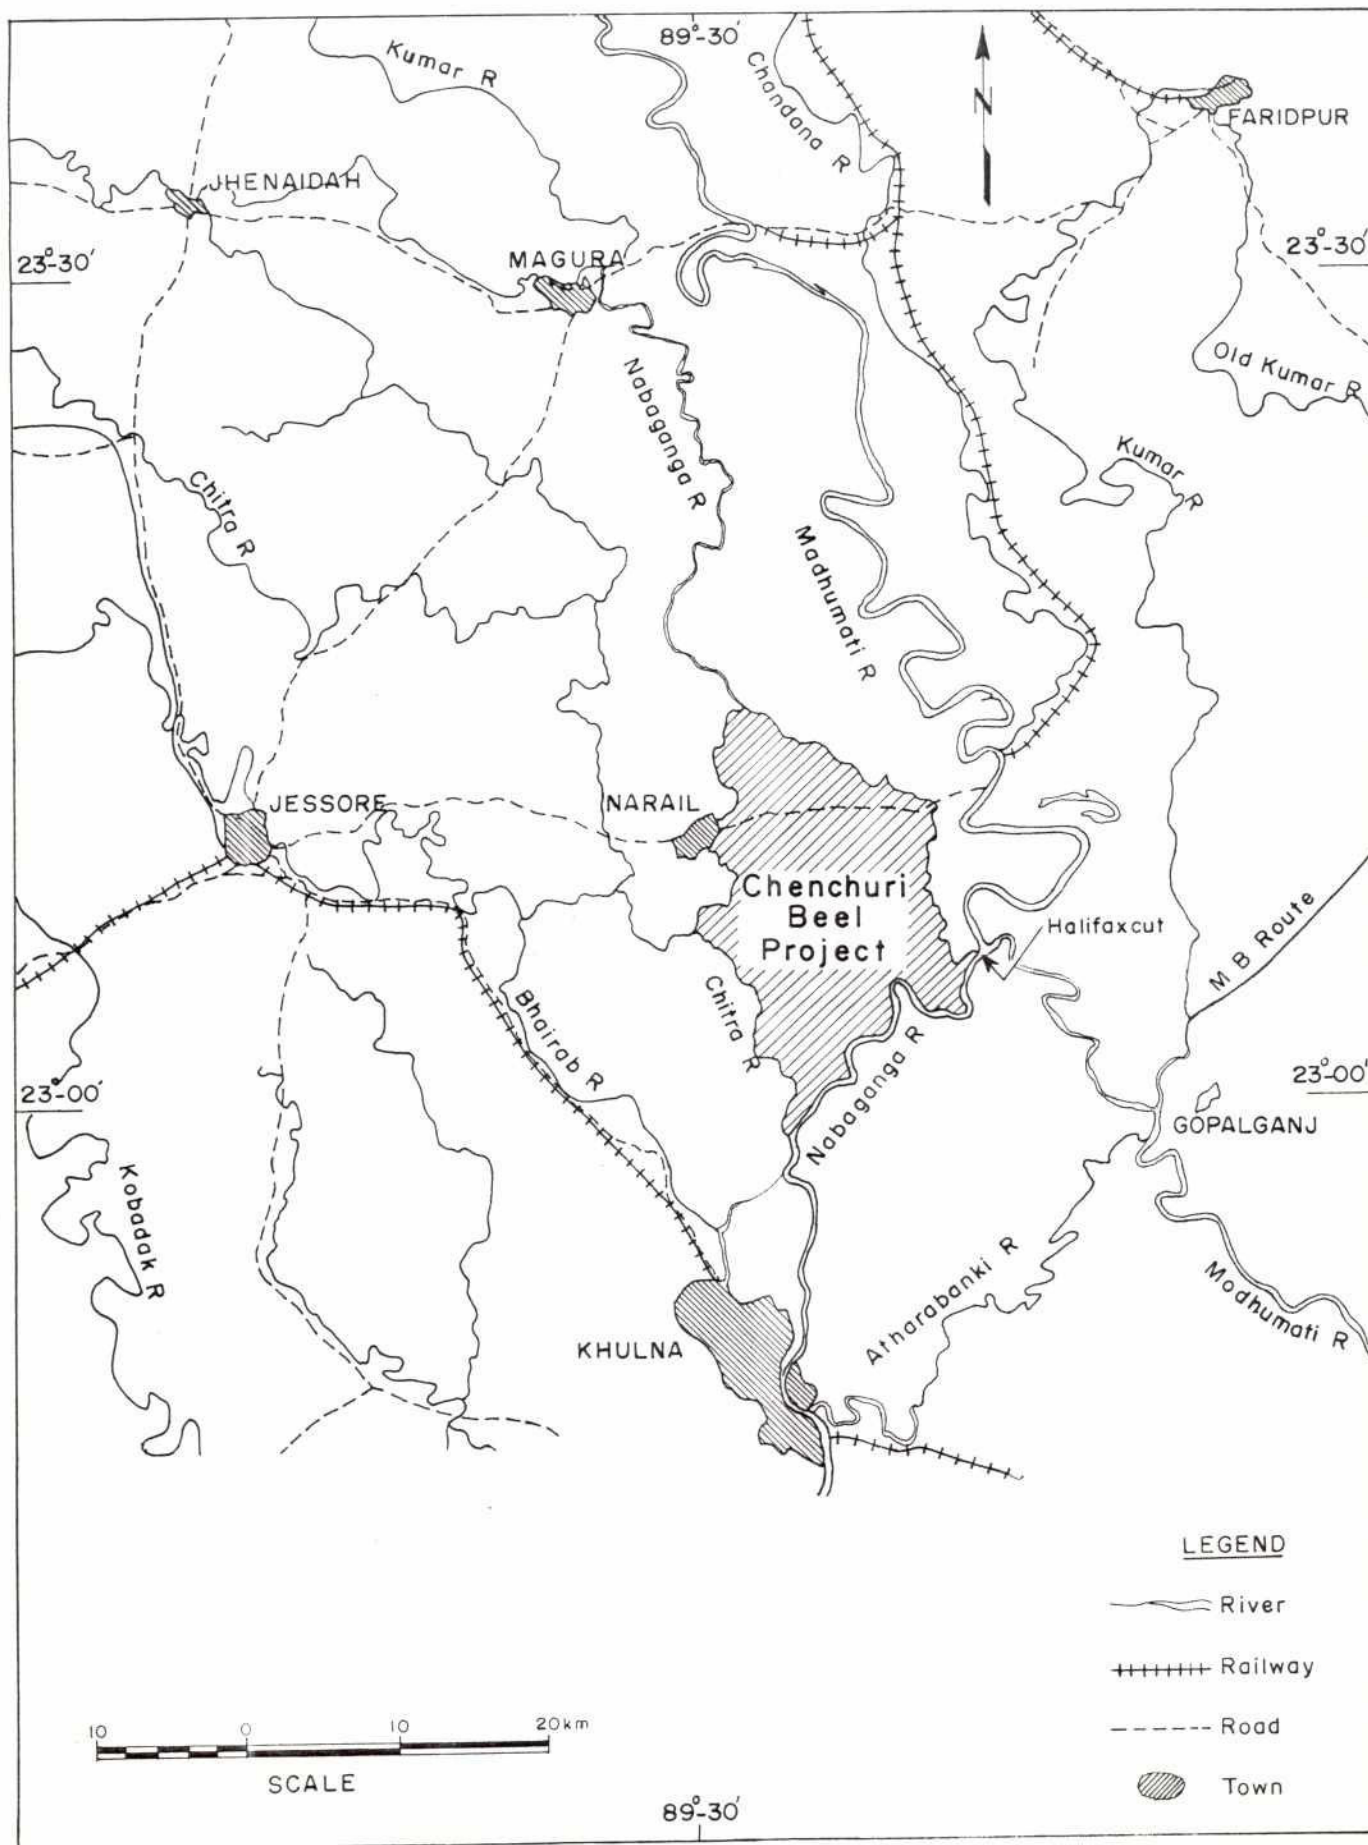 89°-30'
Kumar R
Chandana R
N
FARIDPUR
JHENAIDAH
23°-30'
MAGURA
23°-30'
Nabaganga R
Old Kumar R
Kumar R
Chitra R
Madhumati R
JESSORE
NARAIL
Chenchuri
Beel
Project
Halifaxcut
M B Route
Bhairab R
Chitra R
Nabaganga R
23°-00'
23°-00'
GOPALGANJ
Kobadak R
Atharabanki R
Modhumati R
KHULNA
LEGEND
River
Railway
Road
Town
10 0 10 20km
SCALE
89°-30'